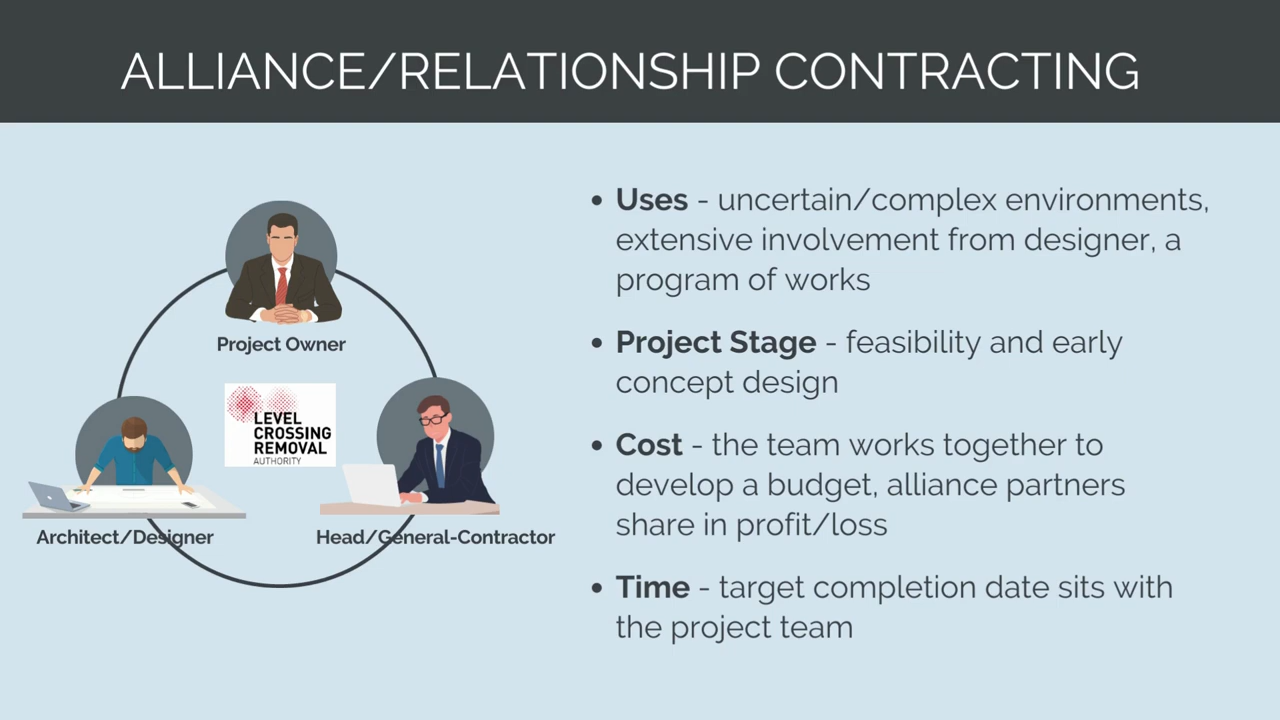 ALLIANCE/RELATIONSHIP CONTRACTING
Project Owner
LEVEL
CROSSING
REMOVAL
AUTHORITY
Architect/Designer
Head/General-Contractor
• Uses - uncertain/complex environments,
extensive involvement from designer, a
program of works
• Project Stage - feasibility and early
concept design
• Cost - the team works together to
develop a budget, alliance partners
share in profit/loss
• Time - target completion date sits with
the project team